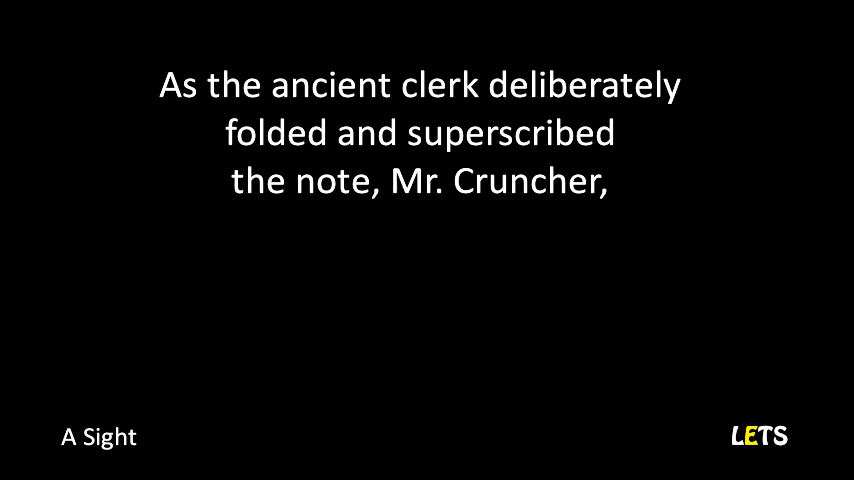 As the ancient clerk deliberately
folded and superscribed
the note, Mr. Cruncher,
A Sight
LETS